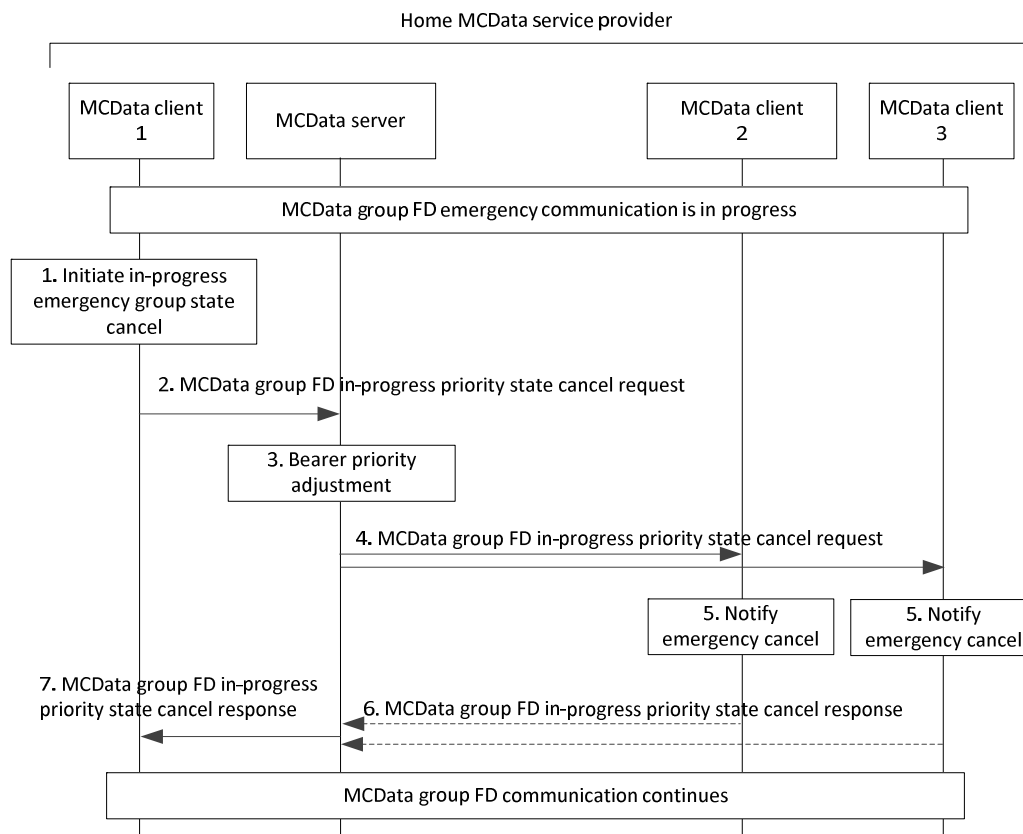 Home MCData service provider
MCData client
1
MCData server
MCData client
2
MCData client
3
MCData group FD emergency communication is in progress
1. Initiate in-progress
emergency group state
cancel
2. MCData group FD in-progress priority state cancel request
3. Bearer priority
adjustment
4. MCData group FD in-progress priority state cancel request
5. Notify
emergency cancel
5. Notify
emergency cancel
7. MCData group FD in-progress
priority state cancel response
6. MCData group FD in-progress priority state cancel response
MCData group FD communication continues